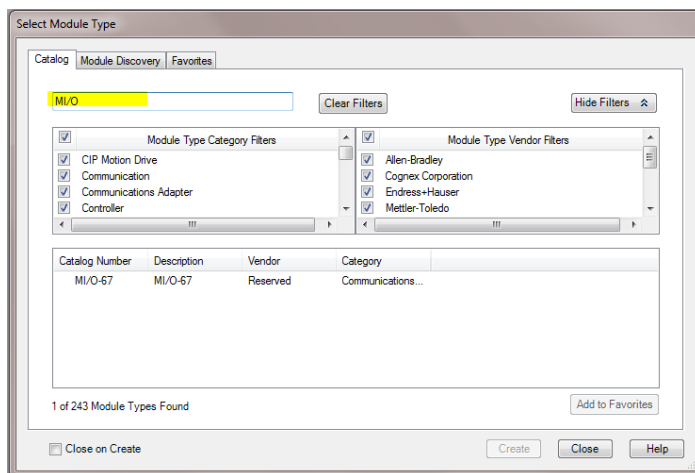 Select Module Type
Catalog Module Discovery Favorites
MI/O Clear Filters Hide Filters
Module Type Category Filters Module Type Vendor Filters
CIP Motion Drive Allen-Bradley
Communication Cognex Corporation
Communications Adapter Endress+Hauser
Controller Mettler-Toledo
Catalog Number Description Vendor Category
MI/O-67 MI/O-67 Reserved Communications...
1 of 243 Module Types Found Add to Favorites
Close on Create Create Close Help